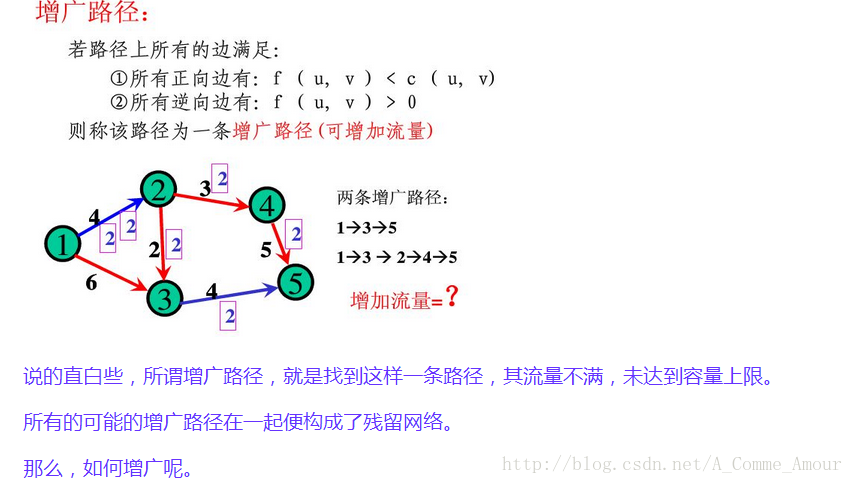 增广路径：
若路径上所有的边满足：
①所有正向边有：f ( u, v ) < c ( u, v)
②所有逆向边有：f ( u, v ) > 0
则称该路径为一条增广路径(可增加流量)
2
3
2
4
两条增广路径：
1→3→5
1→3 → 2→4→5
4
2
2
1
2
2
5
2
6
3
4
2
5
增加流量=？
说的直白些，所谓增广路径，就是找到这样一条路径，其流量不满，未达到容量上限。
所有的可能的增广路径在一起便构成了残留网络。
那么，如何增广呢。
http://blog.csdn.net/A_Comme_Amour